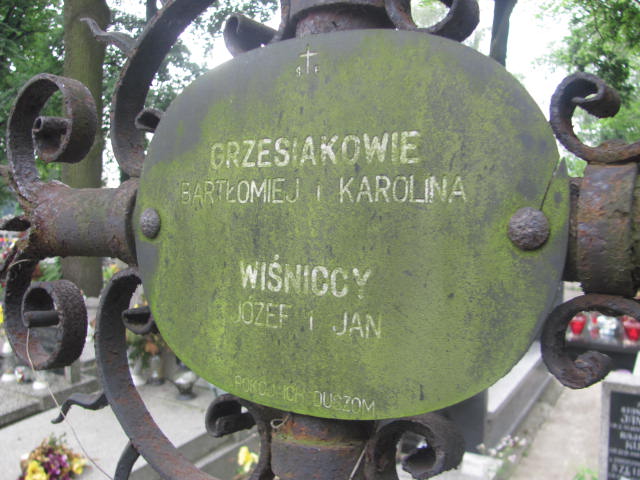 Ś P
GRZESIAKOWIE
BARTŁOMIEJ i KAROLINA
WIŚNICCY
JÓZEF i JAN
POKÓJ ICH DUSZOM